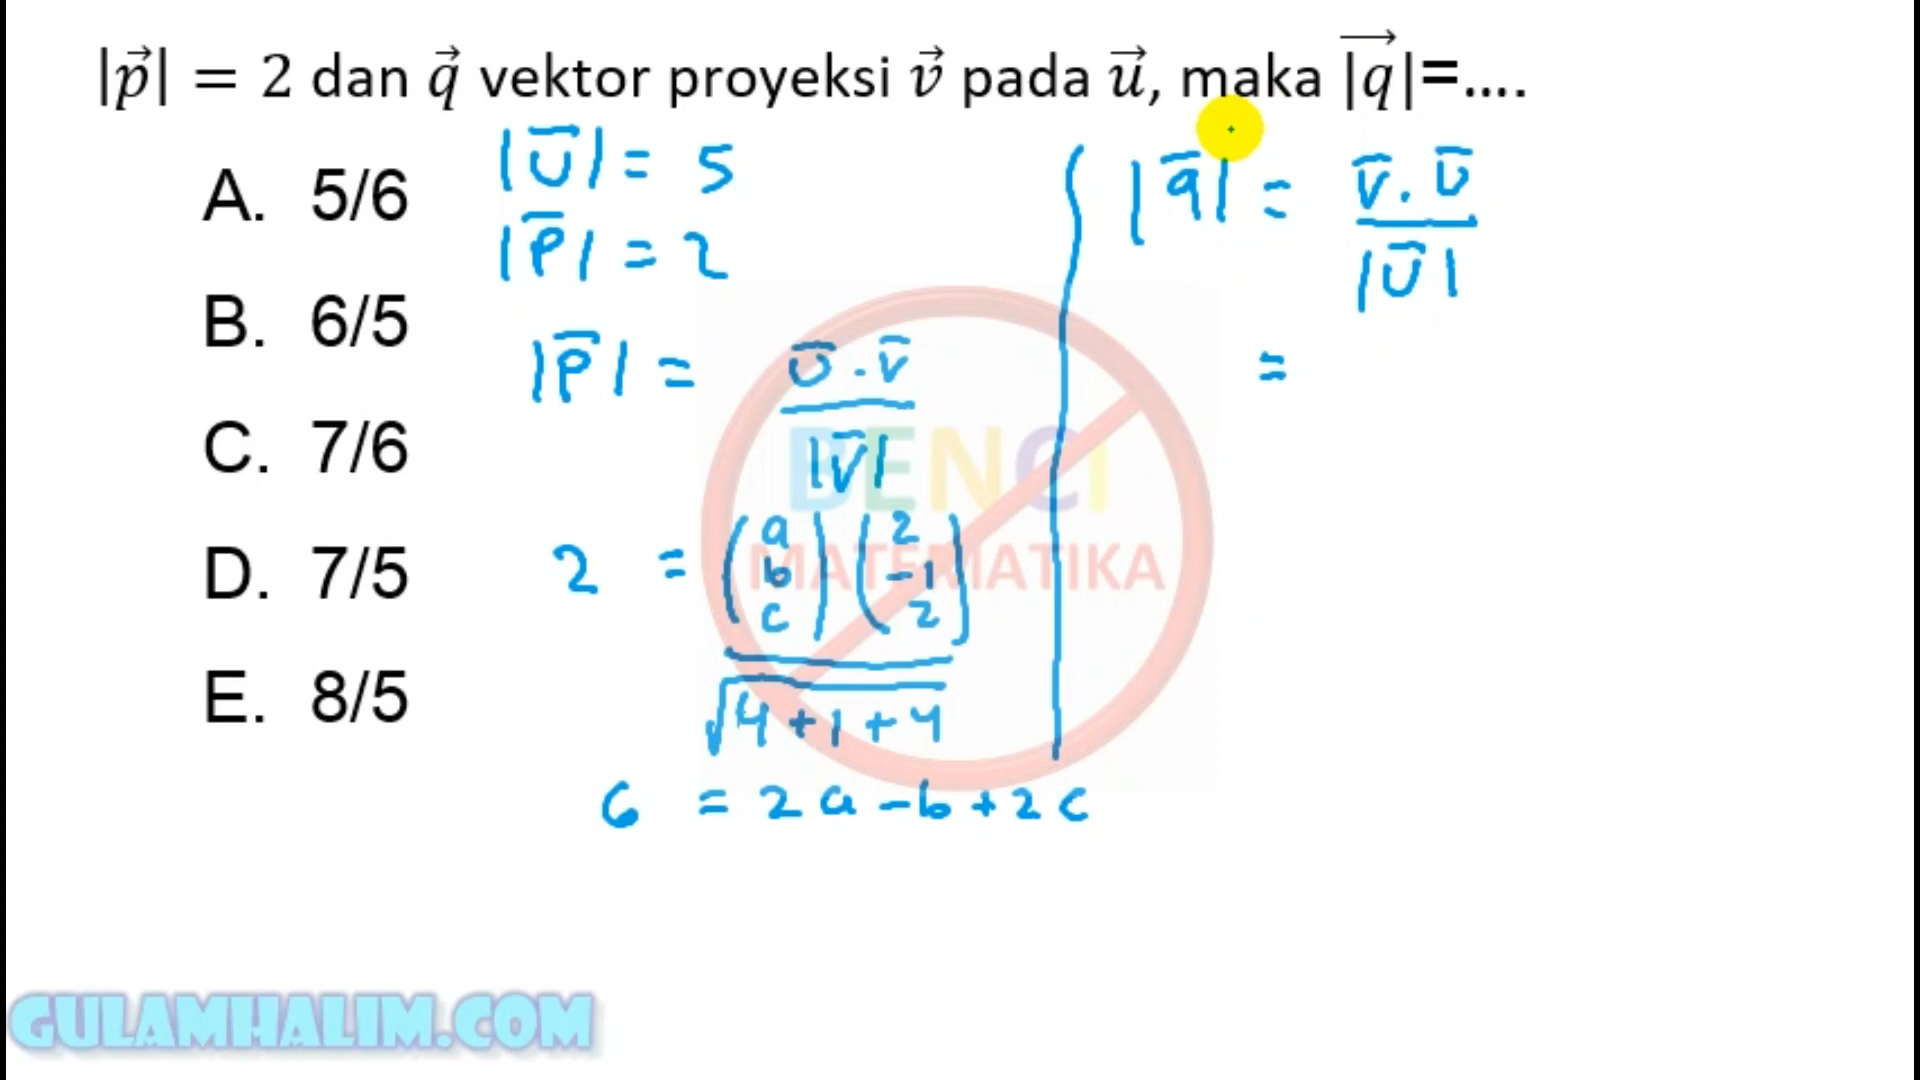 |p⃗| = 2 dan q⃗ vektor proyeksi v⃗ pada u⃗, maka |q⃗|=....
A. 5/6
B. 6/5
C. 7/6
D. 7/5
E. 8/5
|u̅| = 5
|p̅| = 2
|p̅| = u̅ . v̅ / |v̅|
2 = (a b c) (2 -1 2) / √4+1+4
6 = 2a - b + 2c
|q̅| = v̅ . u̅ / |u̅|
=
BENCI
MATEMATIKA
GULAMHALIM.COM